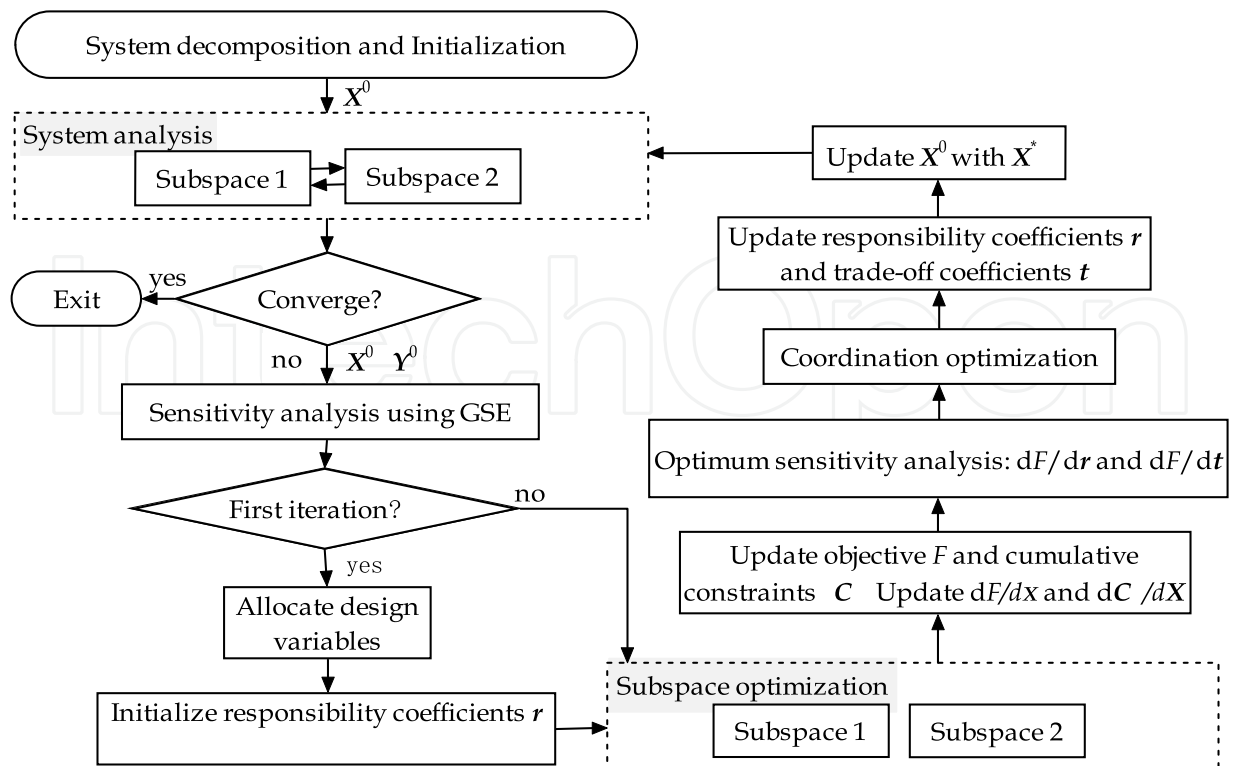 System decomposition and Initialization
X⁰
System analysis
Subspace 1
Subspace 2
Update X⁰ with X*
Update responsibility coefficients r
and trade-off coefficients t
yes
Exit
Converge?
no X⁰ Y⁰
Coordination optimization
Sensitivity analysis using GSE
Optimum sensitivity analysis: dF/dr and dF/dt
First iteration?
no
yes
Update objective F and cumulative
constraints C Update dF/dx and dC /dX
Allocate design
variables
Subspace optimization
Initialize responsibility coefficients r
Subspace 1
Subspace 2
IntechOpen